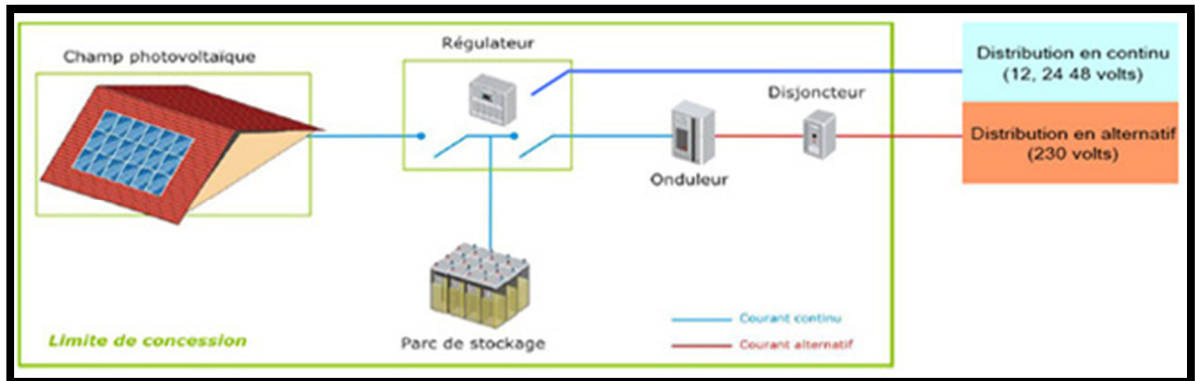 Champ photovoltaïque
Régulateur
Distribution en continu
(12, 24 48 volts)
Disjoncteur
Distribution en alternatif
(230 volts)
Onduleur
Parc de stockage
Courant continu
Courant alternatif
Limite de concession